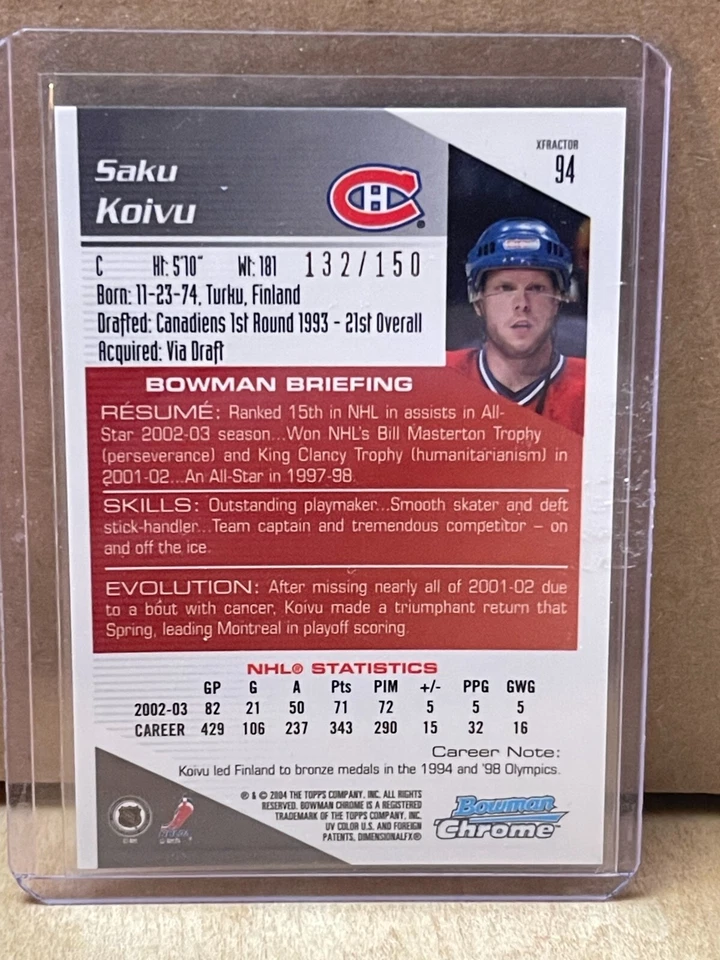 XFRACTOR
94
Saku
Koivu
CH
C Ht: 5'10" Wt: 181 132/150
Born: 11-23-74, Turku, Finland
Drafted: Canadiens 1st Round 1993 - 21st Overall
Acquired: Via Draft
BOWMAN BRIEFING
RÉSUMÉ: Ranked 15th in NHL in assists in All-
Star 2002-03 season...Won NHL's Bill Masterton Trophy
(perseverance) and King Clancy Trophy (humanitarianism) in
2001-02...An All-Star in 1997-98.
SKILLS: Outstanding playmaker...Smooth skater and deft
stick-handler...Team captain and tremendous competitor – on
and off the ice.
EVOLUTION: After missing nearly all of 2001-02 due
to a bout with cancer, Koivu made a triumphant return that
Spring, leading Montreal in playoff scoring.
NHL® STATISTICS
GP G A Pts PIM +/- PPG GWG
2002-03 82 21 50 71 72 5 5 5
CAREER 429 106 237 343 290 15 32 16
Career Note:
Koivu led Finland to bronze medals in the 1994 and '98 Olympics.
® & © 2004 THE TOPPS COMPANY, INC. ALL RIGHTS
RESERVED. BOWMAN CHROME IS A REGISTERED
TRADEMARK OF THE TOPPS COMPANY, INC.
UV COLOR U.S. AND FOREIGN
PATENTS, DIMENSIONALFX®
Bowman
Chrome™